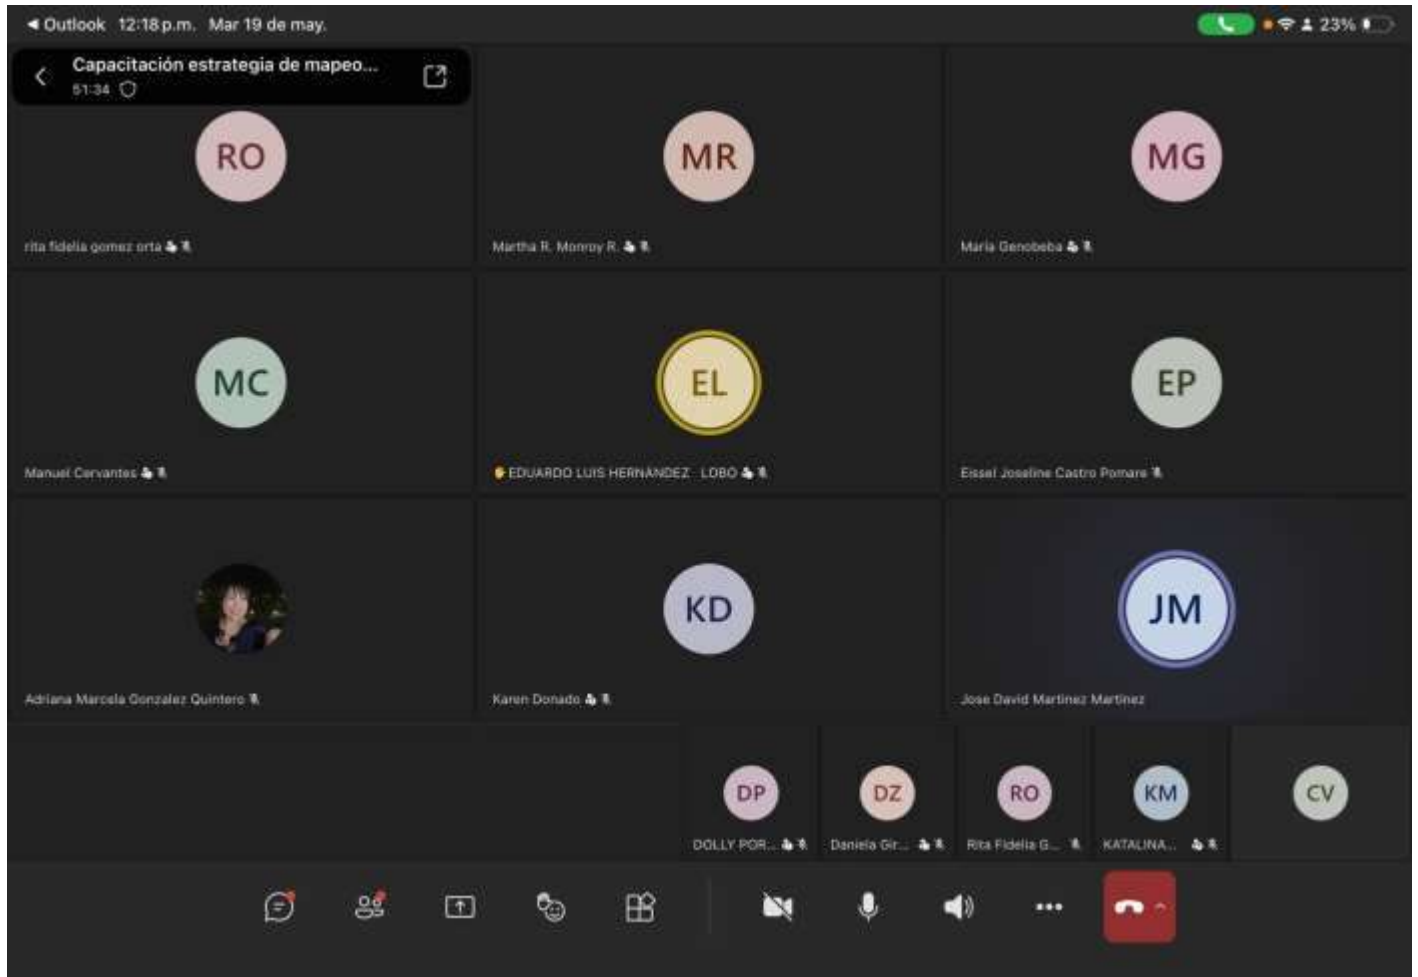 Outlook 12:18 p.m. Mar 19 de may.
23%
Capacitación estrategia de mapeo...
51:34
RO
MR
MG
rita fidelia gomez orta
Martha R. Monroy R.
María Genobeba
MC
EL
EP
Manuel Cervantes
EDUARDO LUIS HERNÁNDEZ LOBO
Eissel Joseline Castro Pomare
KD
JM
Adriana Marcela Gonzalez Quintero
Karen Donado
Jose David Martinez Martinez
DP
DZ
RO
KM
CV
DOLLY POR...
Daniela Gir...
Rita Fidelia G...
KATALINA...